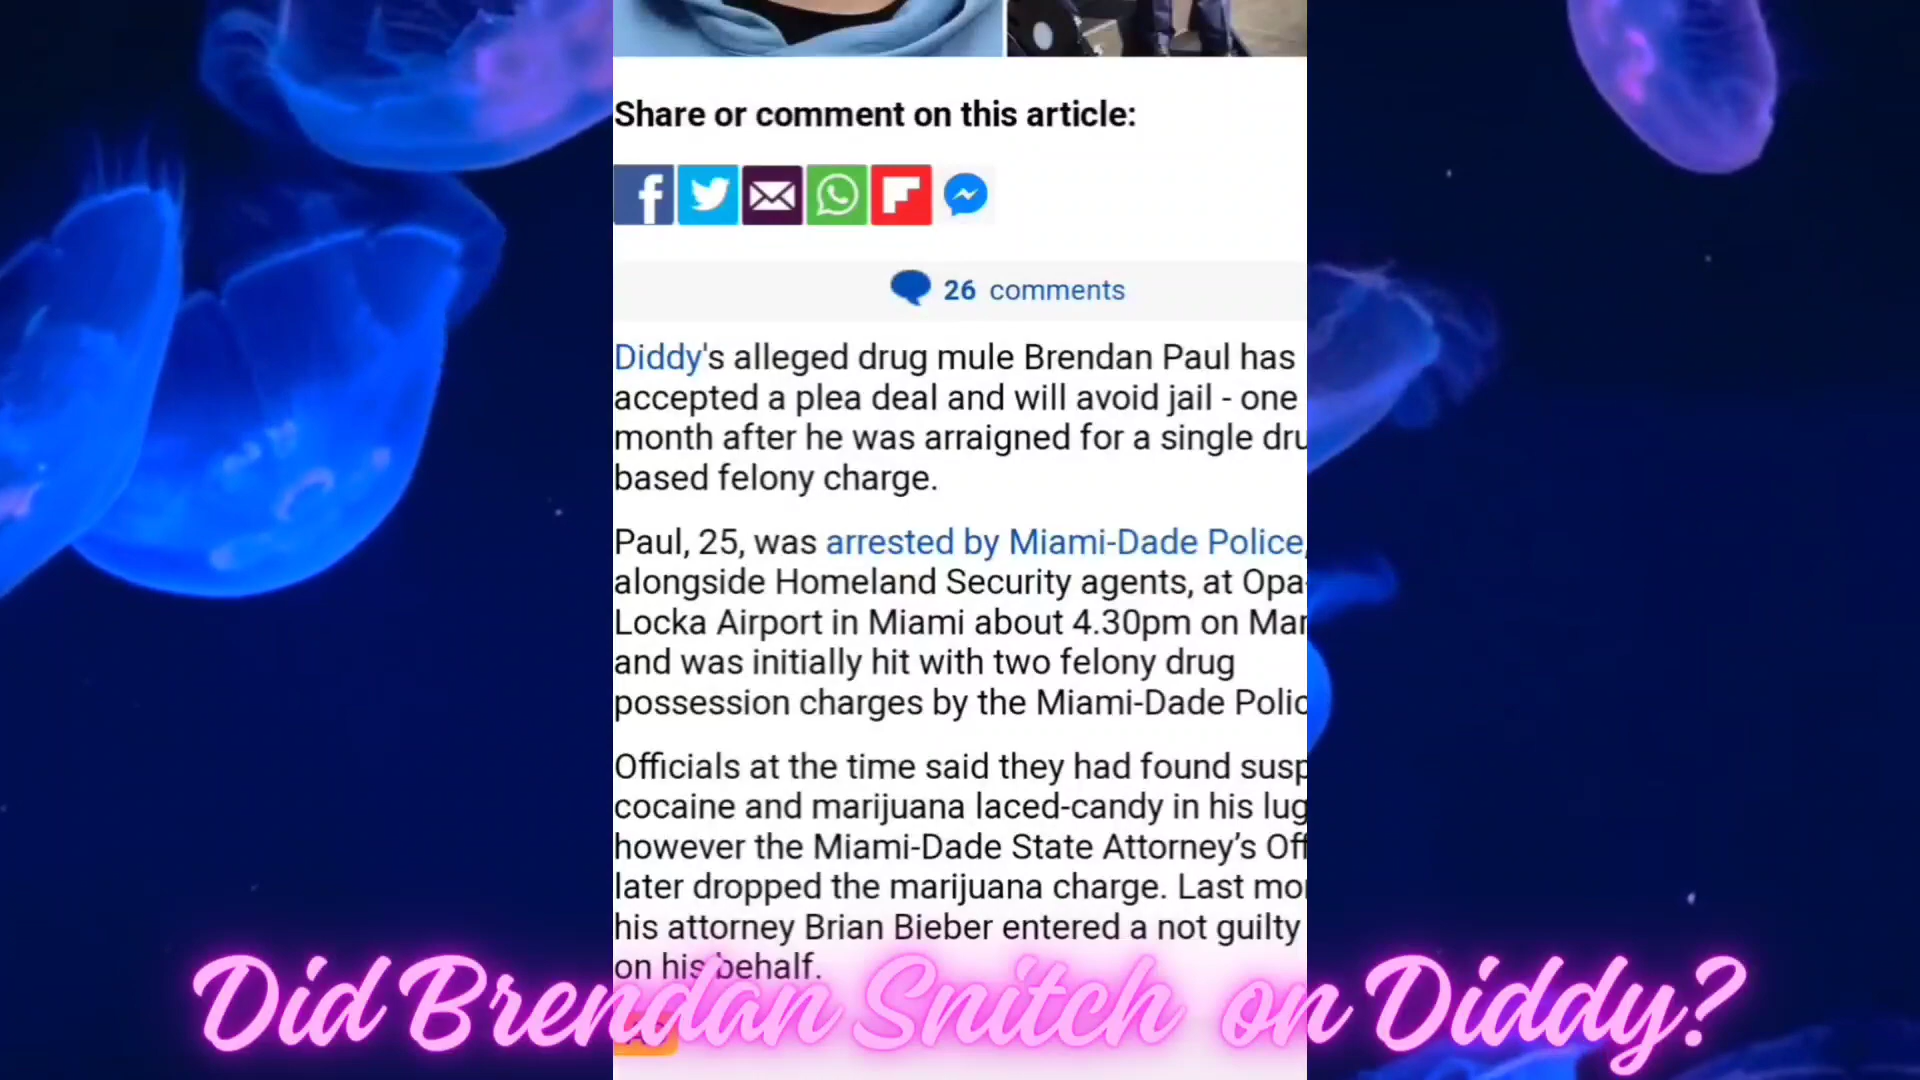 Share or comment on this article:
26 comments
Diddy's alleged drug mule Brendan Paul has
accepted a plea deal and will avoid jail - one
month after he was arraigned for a single dru
based felony charge.
Paul, 25, was arrested by Miami-Dade Police,
alongside Homeland Security agents, at Opa-
Locka Airport in Miami about 4.30pm on Mar
and was initially hit with two felony drug
possession charges by the Miami-Dade Polic
Officials at the time said they had found susp
cocaine and marijuana laced-candy in his lug
however the Miami-Dade State Attorney’s Off
later dropped the marijuana charge. Last mo
his attorney Brian Bieber entered a not guilty
on his behalf.
Did Brendan Snitch on Diddy?